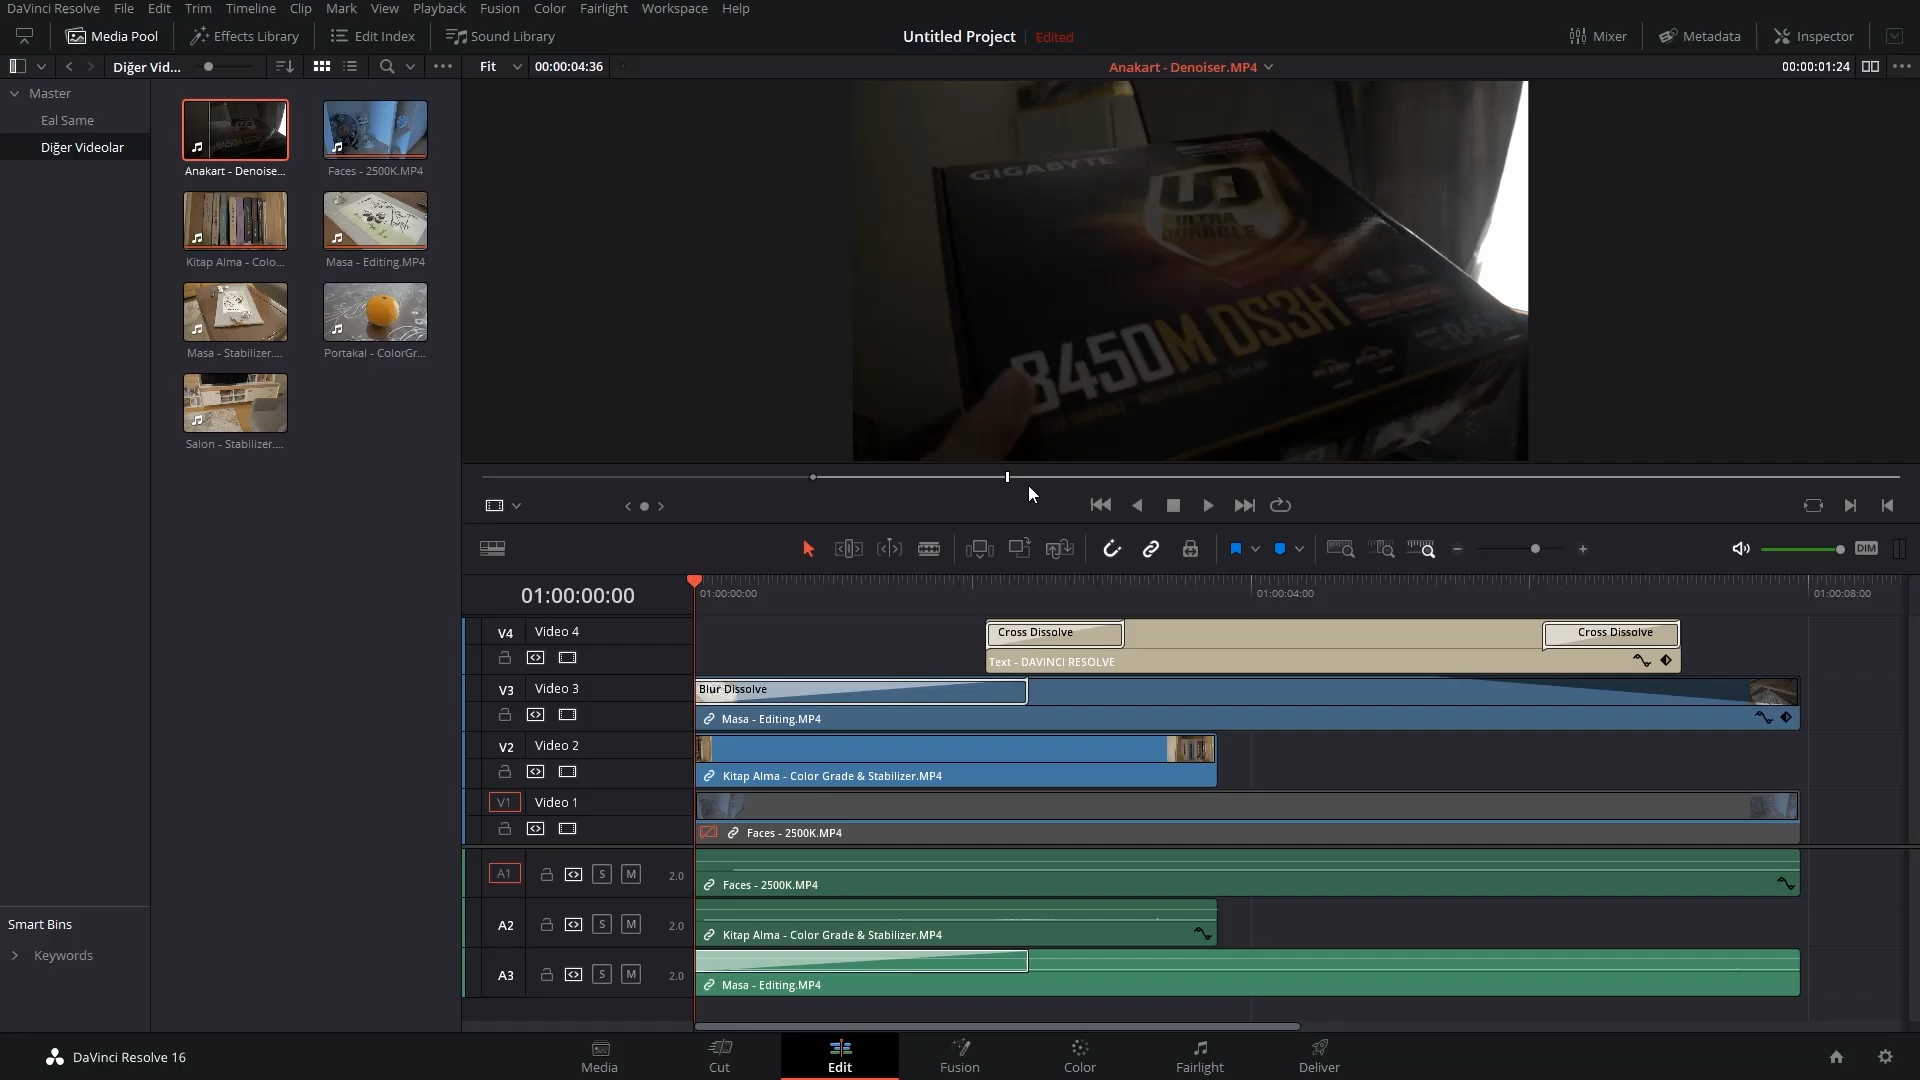 DaVinci Resolve File Edit Trim Timeline Clip Mark View Playback Fusion Color Fairlight Workspace Help
Media Pool Effects Library Edit Index Sound Library Untitled Project Edited Mixer Metadata Inspector
Diğer Vid... Fit 00:00:04:36 Anakart - Denoiser.MP4 00:00:01:24
Master
Eal Same
Diğer Videolar
Anakart - Denoise... Faces - 2500K.MP4
Kitap Alma - Colo... Masa - Editing.MP4
Masa - Stabilizer.... Portakal - ColorGr...
Salon - Stabilizer....
GIGABYTE
ULTRA
DURABLE
B450M DS3H
DIM
01:00:00:00 01:00:00:00 01:00:04:00 01:00:08:00
V4 Video 4 Cross Dissolve Cross Dissolve
Text - DAVINCI RESOLVE
V3 Video 3 Blur Dissolve
Masa - Editing.MP4
V2 Video 2
Kitap Alma - Color Grade & Stabilizer.MP4
V1 Video 1
Faces - 2500K.MP4
A1 S M 2.0 Faces - 2500K.MP4
A2 S M 2.0 Kitap Alma - Color Grade & Stabilizer.MP4
A3 S M 2.0 Masa - Editing.MP4
Smart Bins
Keywords
DaVinci Resolve 16 Media Cut Edit Fusion Color Fairlight Deliver